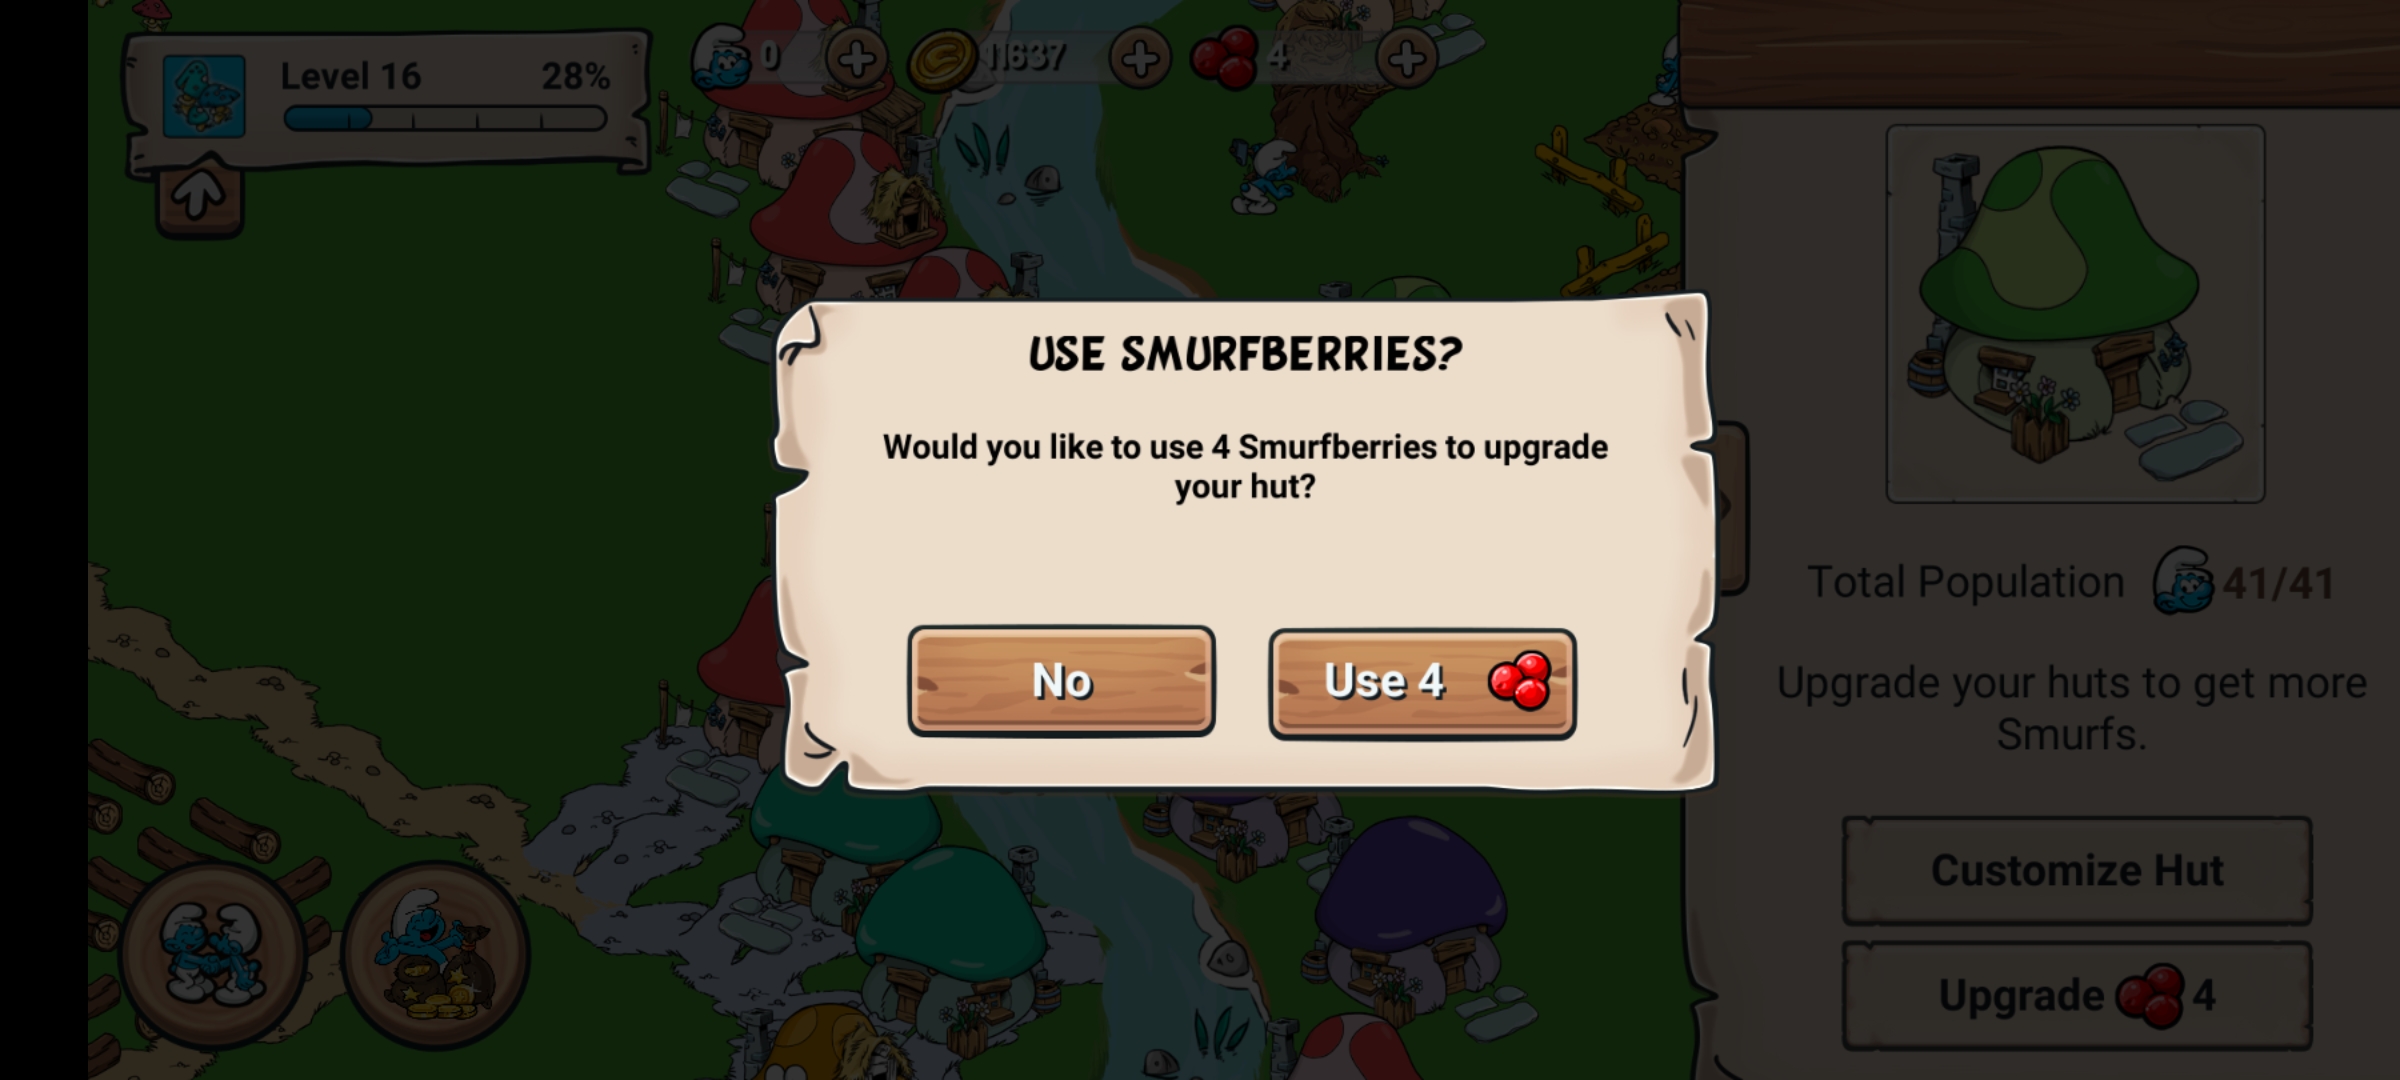 Level 16 28%
0
11637
4
USE SMURFBERRIES?
Would you like to use 4 Smurfberries to upgrade
your hut?
No
Use 4
Total Population 41/41
Upgrade your huts to get more
Smurfs.
Customize Hut
Upgrade 4